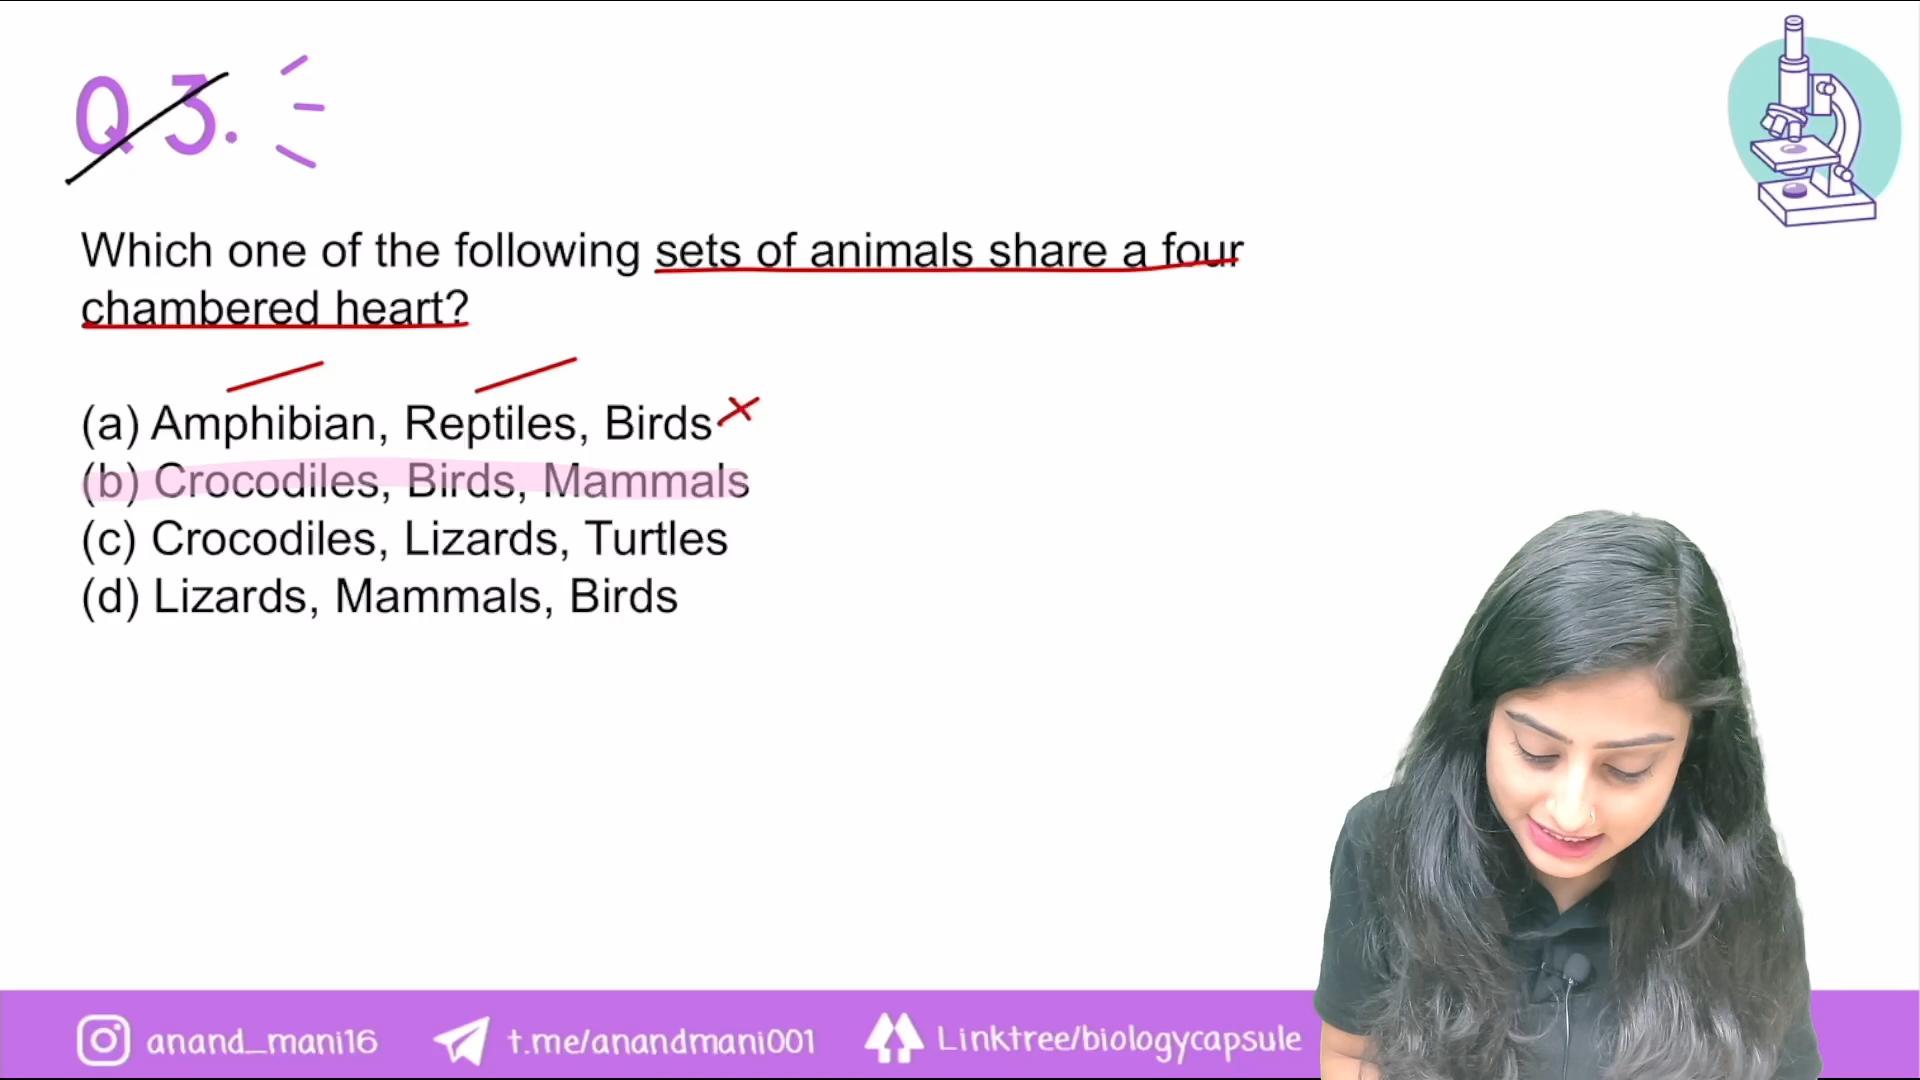 Q 3.
Which one of the following sets of animals share a four
chambered heart?
(a) Amphibian, Reptiles, Birds
(b) Crocodiles, Birds, Mammals
(c) Crocodiles, Lizards, Turtles
(d) Lizards, Mammals, Birds
anand_mani16
t.me/anandmani001
Linktree/biologycapsule